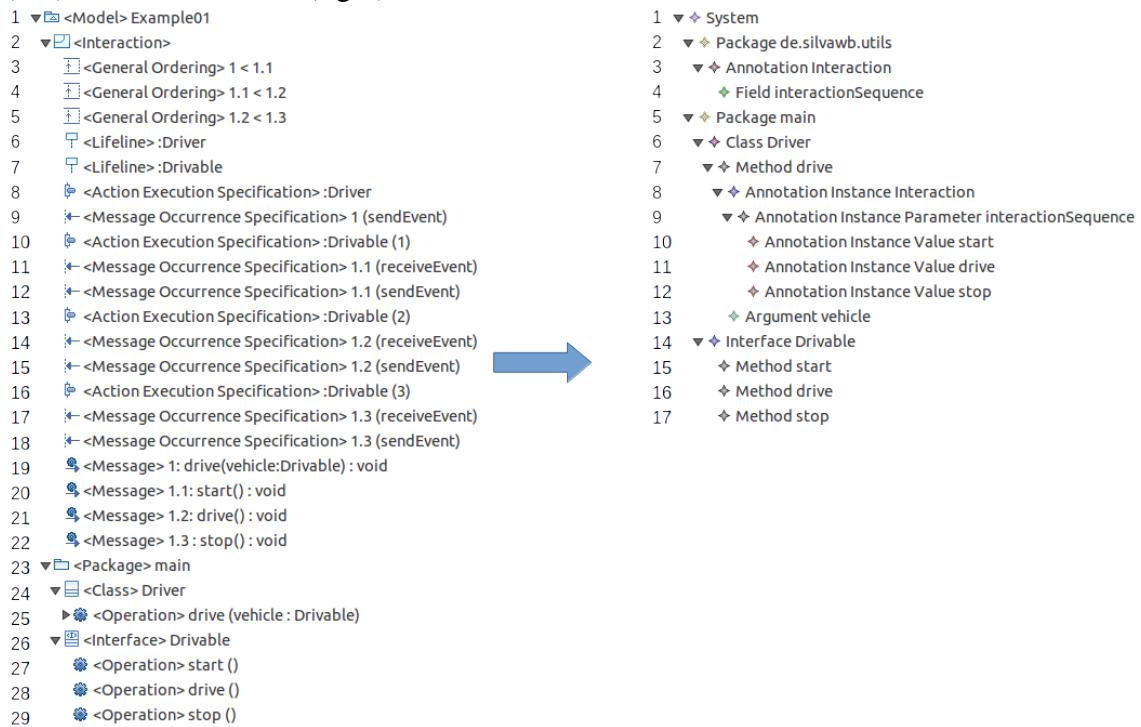 1 <Model> Example01
2 <Interaction>
3 <General Ordering> 1 < 1.1
4 <General Ordering> 1.1 < 1.2
5 <General Ordering> 1.2 < 1.3
6 <Lifeline> :Driver
7 <Lifeline> :Drivable
8 <Action Execution Specification> :Driver
9 <Message Occurrence Specification> 1 (sendEvent)
10 <Action Execution Specification> :Drivable (1)
11 <Message Occurrence Specification> 1.1 (receiveEvent)
12 <Message Occurrence Specification> 1.1 (sendEvent)
13 <Action Execution Specification> :Drivable (2)
14 <Message Occurrence Specification> 1.2 (receiveEvent)
15 <Message Occurrence Specification> 1.2 (sendEvent)
16 <Action Execution Specification> :Drivable (3)
17 <Message Occurrence Specification> 1.3 (receiveEvent)
18 <Message Occurrence Specification> 1.3 (sendEvent)
19 <Message> 1: drive(vehicle:Drivable) : void
20 <Message> 1.1: start() : void
21 <Message> 1.2: drive() : void
22 <Message> 1.3 : stop() : void
23 <Package> main
24 <Class> Driver
25 <Operation> drive (vehicle : Drivable)
26 <Interface> Drivable
27 <Operation> start ()
28 <Operation> drive ()
29 <Operation> stop ()
1 System
2 Package de.silvawb.utils
3 Annotation Interaction
4 Field interactionSequence
5 Package main
6 Class Driver
7 Method drive
8 Annotation Instance Interaction
9 Annotation Instance Parameter interactionSequence
10 Annotation Instance Value start
11 Annotation Instance Value drive
12 Annotation Instance Value stop
13 Argument vehicle
14 Interface Drivable
15 Method start
16 Method drive
17 Method stop